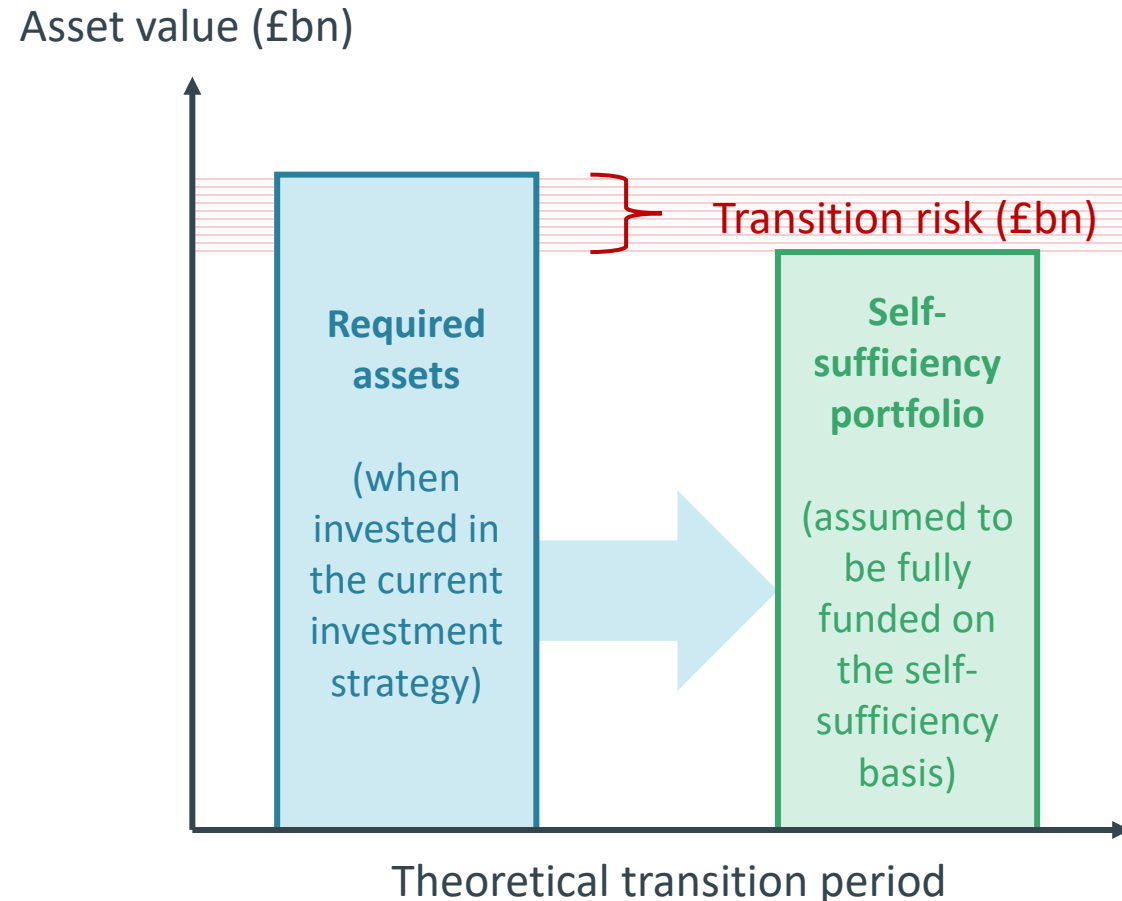 Asset value (£bn)
Transition risk (£bn)
Required
assets
(when
invested in
the current
investment
strategy)
Self-
sufficiency
portfolio
(assumed to
be fully
funded on
the self-
sufficiency
basis)
Theoretical transition period